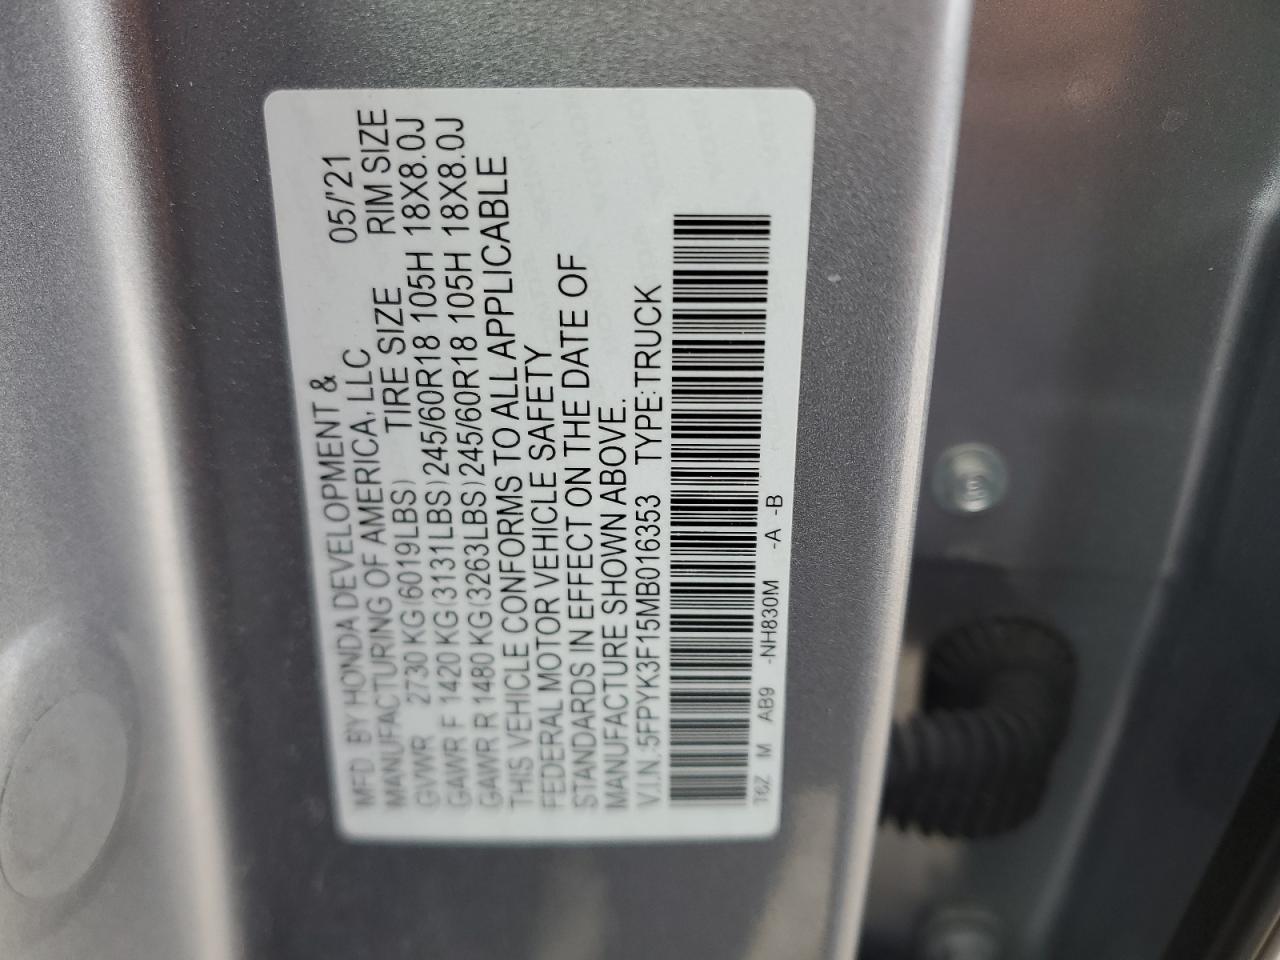 MFD. BY HONDA DEVELOPMENT & 05/'21
MANUFACTURING OF AMERICA, LLC TIRE SIZE RIM SIZE
GVWR 2730 KG(6019LBS)
GAWR F 1420 KG(3131LBS) 245/60R18 105H 18X8.0J
GAWR R 1480 KG(3263LBS) 245/60R18 105H 18X8.0J
THIS VEHICLE CONFORMS TO ALL APPLICABLE
FEDERAL MOTOR VEHICLE SAFETY
STANDARDS IN EFFECT ON THE DATE OF
MANUFACTURE SHOWN ABOVE.
V.I.N.:5FPYK3F15MB016353 TYPE:TRUCK
T6Z M AB9 -NH830M -A -B